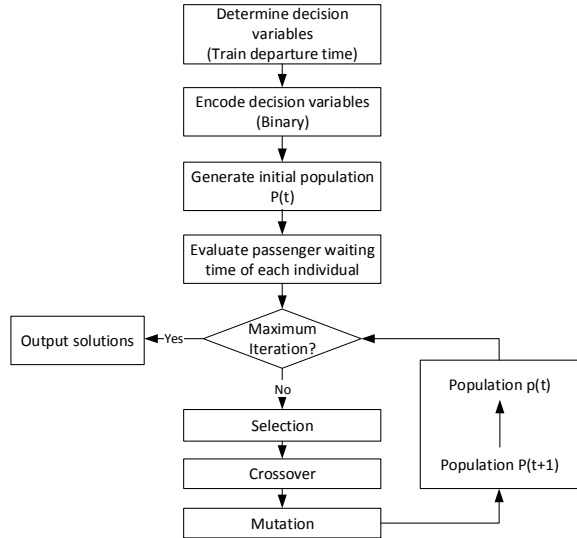 Determine decision
variables
(Train departure time)
Encode decision variables
(Binary)
Generate initial population
P(t)
Evaluate passenger waiting
time of each individual
Maximum
Iteration?
Yes
Output solutions
No
Selection
Crossover
Mutation
Population p(t)
Population P(t+1)